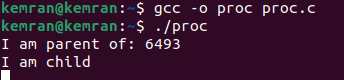 kemran@kemran:~$ gcc -o proc proc.c
kemran@kemran:~$ ./proc
I am parent of: 6493
I am child